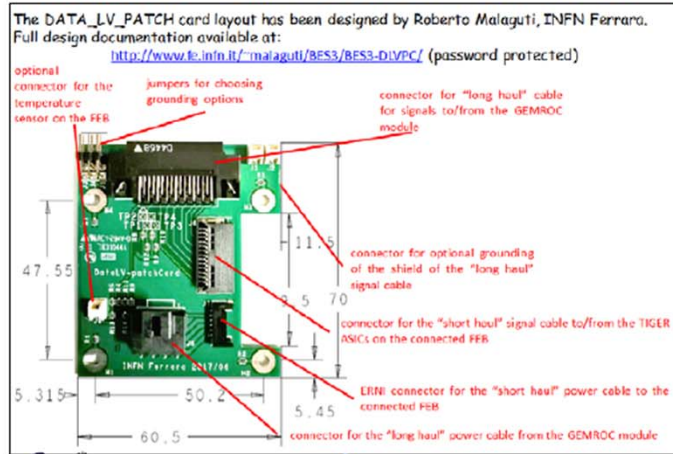 The DATA_LV_PATCH card layout has been designed by Roberto Malaguti, INFN Ferrara.
Full design documentation available at:
http://www.fe.infn.it/~malaguti/BES3/BES3-DLVPC/ (password protected)
optional
connector for the
temperature
sensor on the FEB
jumpers for choosing
grounding options
connector for "long haul" cable
for signals to/from the GEMROC
module
D4468
TP2 TP4
TP1 TP3
DataLV-patchCard
INFN Ferrara 2017/06
47.55
11.5
70
connector for optional grounding
of the shield of the "long haul"
signal cable
connector for the "short haul" signal cable to/from the TIGER
ASICs on the connected FEB
ERNI connector for the "short haul" power cable to the
connected FEB
5.315
50.2
5.45
60.5
connector for the "long haul" power cable from the GEMROC module